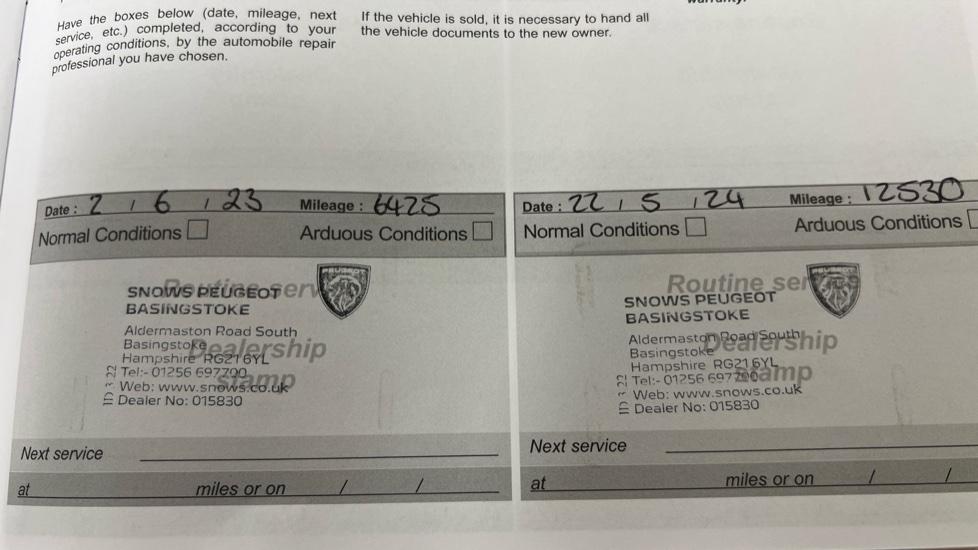 Have the boxes below (date, mileage, next
service, etc.) completed, according to your
operating conditions, by the automobile repair
professional you have chosen.
If the vehicle is sold, it is necessary to hand all
the vehicle documents to the new owner.
Date : 2 / 6 / 23 Mileage : 6425
Normal Conditions Arduous Conditions
Routine serv
PEUGEOT
SNOWS PEUGEOT
BASINGSTOKE
Aldermaston Road South
Basingstoke
Dealership
Hampshire RG21 6YL
Tel:- 01256 697700
stamp
Web: www.snows.co.uk
Dealer No: 015830
Next service
at miles or on / /
Date : 22 / 5 / 24 Mileage : 12530
Normal Conditions Arduous Conditions
Routine service
SNOWS PEUGEOT
BASINGSTOKE
Aldermaston Road South
Dealership
Basingstoke
Hampshire RG21 6YL
Tel:- 01256 697700
stamp
Web: www.snows.co.uk
Dealer No: 015830
Next service
at miles or on / /